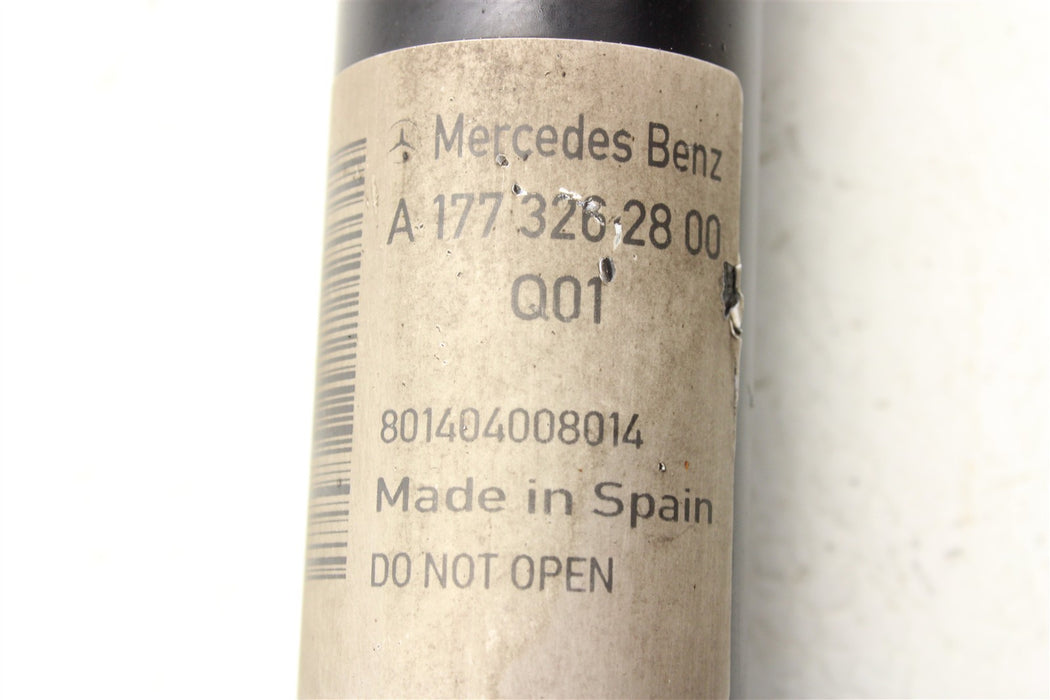 Mercedes Benz
A 177 326 28 00
Q01
801404008014
Made in Spain
DO NOT OPEN